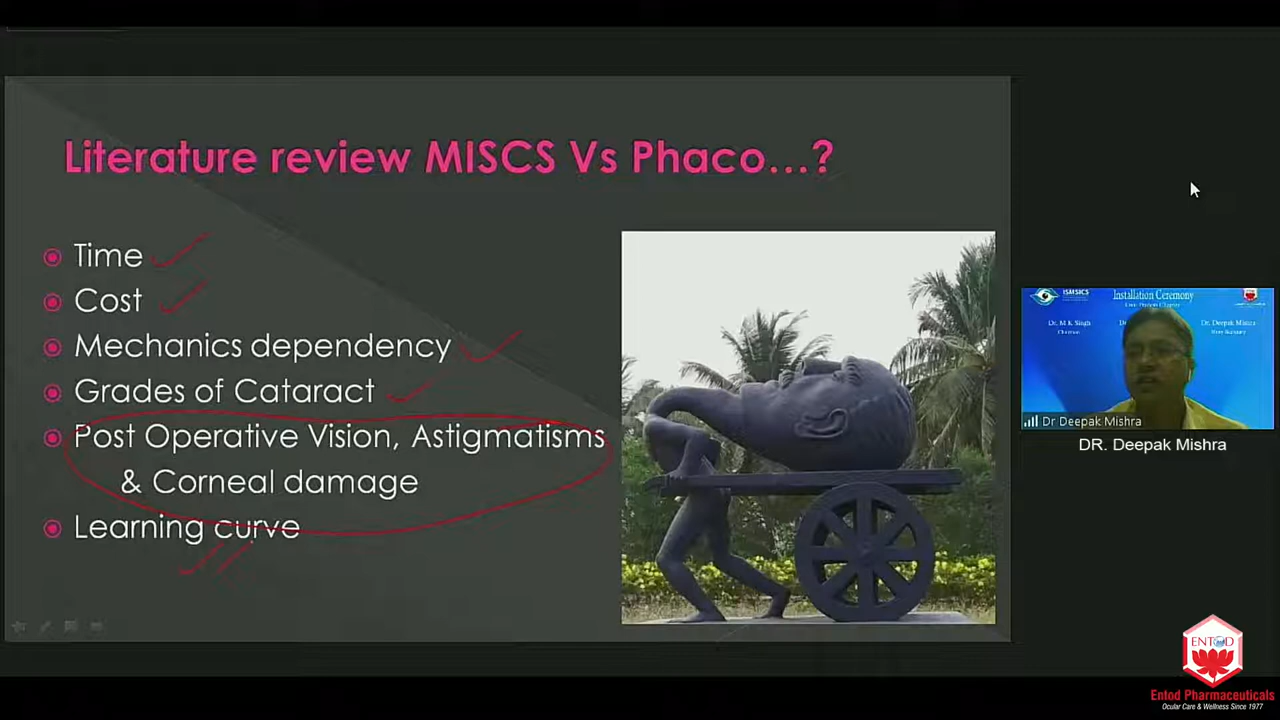 Literature review MISCS Vs Phaco...?
Time
Cost
Mechanics dependency
Grades of Cataract
Post Operative Vision, Astigmatisms
& Corneal damage
Learning curve
ISMSICS
Installation Ceremony
Dr. M K Singh
Dr. Deepak Mishra
Dr Deepak Mishra
DR. Deepak Mishra
ENTOD
Entod Pharmaceuticals
Ocular Care & Wellness Since 1977